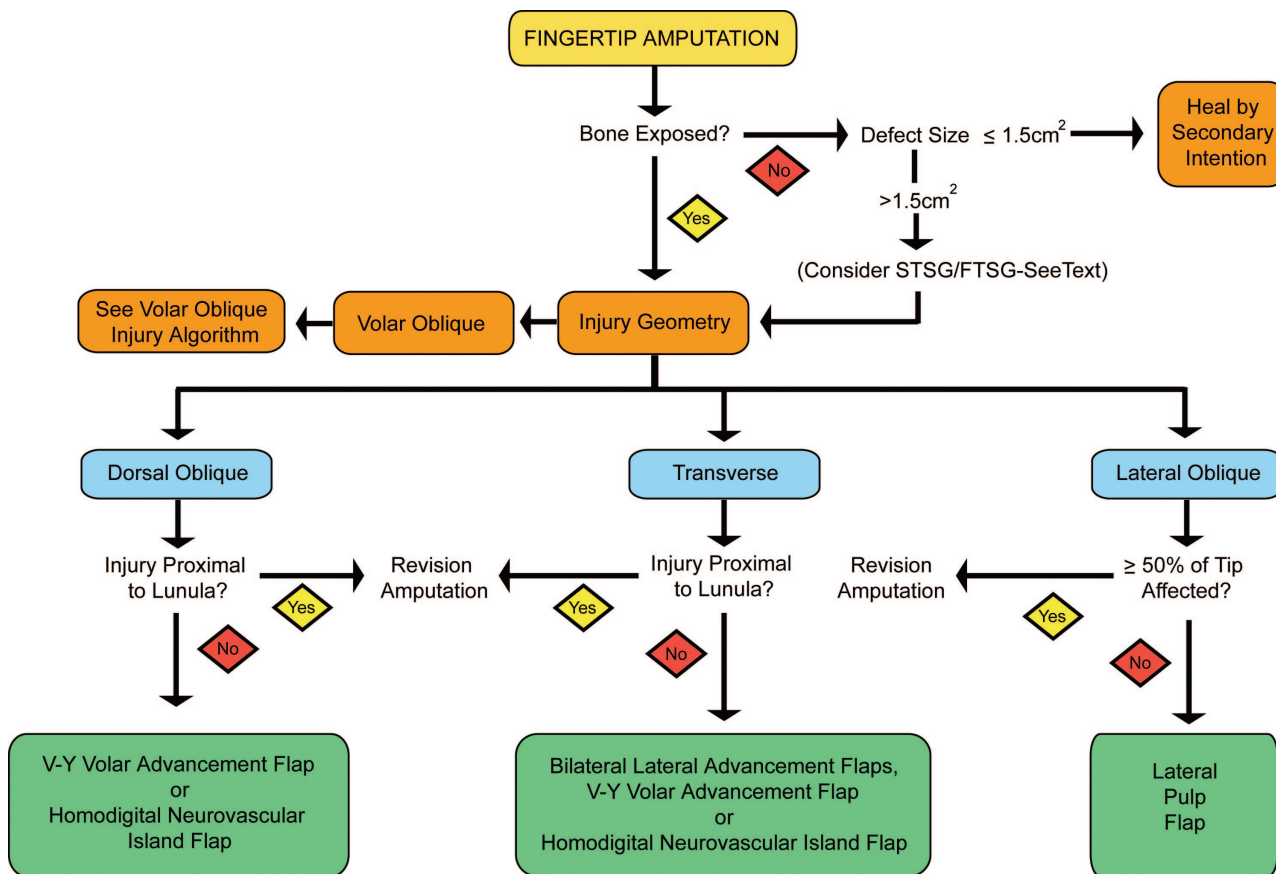 FINGERTIP AMPUTATION
Bone Exposed?
No
Defect Size ≤ 1.5cm²
Heal by
Secondary
Intention
Yes
>1.5cm²
(Consider STSG/FTSG-SeeText)
See Volar Oblique
Injury Algorithm
Volar Oblique
Injury Geometry
Dorsal Oblique
Transverse
Lateral Oblique
Injury Proximal
to Lunula?
Yes
No
Revision
Amputation
Injury Proximal
to Lunula?
Yes
No
Revision
Amputation
≥ 50% of Tip
Affected?
Yes
No
V-Y Volar Advancement Flap
or
Homodigital Neurovascular
Island Flap
Bilateral Lateral Advancement Flaps,
V-Y Volar Advancement Flap
or
Homodigital Neurovascular Island Flap
Lateral
Pulp
Flap